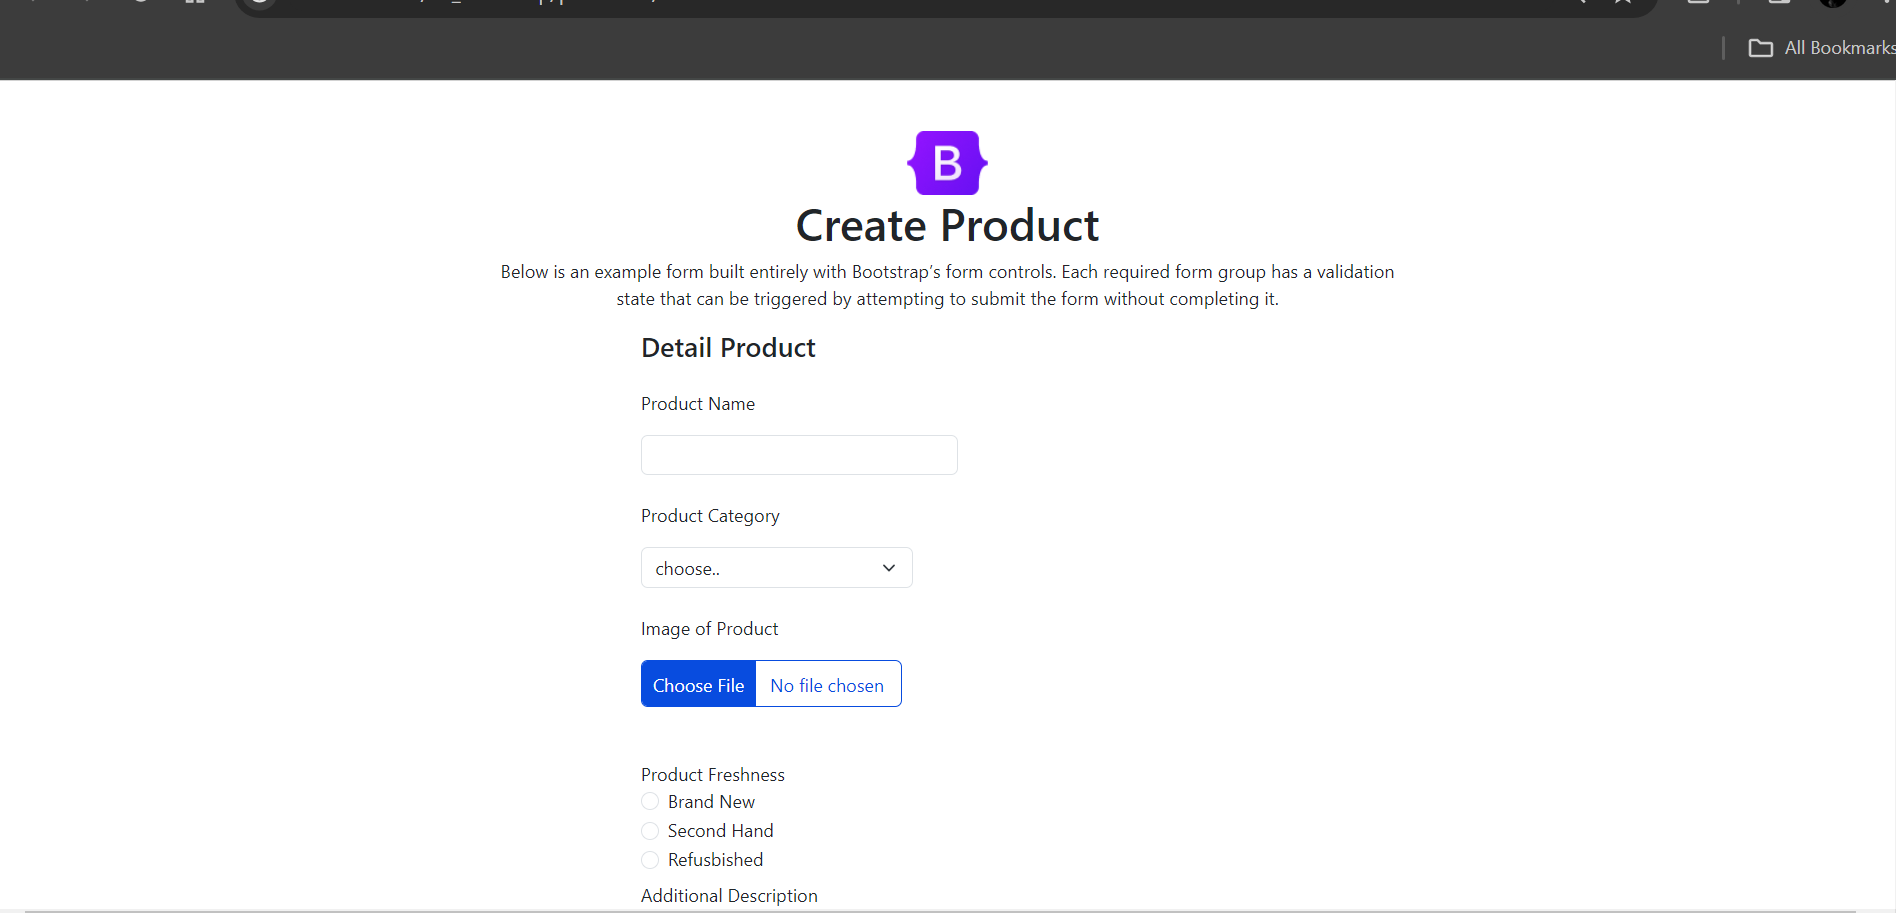 All Bookmarks
B
Create Product
Below is an example form built entirely with Bootstrap’s form controls. Each required form group has a validation
state that can be triggered by attempting to submit the form without completing it.
Detail Product
Product Name
Product Category
choose..
Image of Product
Choose File No file chosen
Product Freshness
Brand New
Second Hand
Refusbished
Additional Description